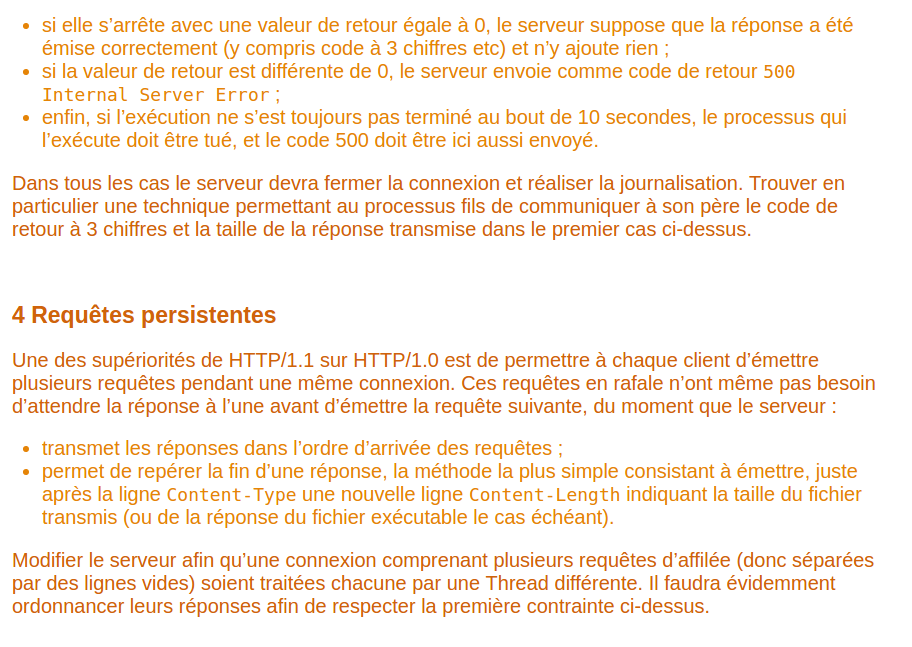 si elle s’arrête avec une valeur de retour égale à 0, le serveur suppose que la réponse a été
émise correctement (y compris code à 3 chiffres etc) et n’y ajoute rien ;
si la valeur de retour est différente de 0, le serveur envoie comme code de retour 500
Internal Server Error ;
enfin, si l’exécution ne s’est toujours pas terminé au bout de 10 secondes, le processus qui
l’exécute doit être tué, et le code 500 doit être ici aussi envoyé.
Dans tous les cas le serveur devra fermer la connexion et réaliser la journalisation. Trouver en
particulier une technique permettant au processus fils de communiquer à son père le code de
retour à 3 chiffres et la taille de la réponse transmise dans le premier cas ci-dessus.
4 Requêtes persistentes
Une des supériorités de HTTP/1.1 sur HTTP/1.0 est de permettre à chaque client d’émettre
plusieurs requêtes pendant une même connexion. Ces requêtes en rafale n’ont même pas besoin
d’attendre la réponse à l’une avant d’émettre la requête suivante, du moment que le serveur :
transmet les réponses dans l’ordre d’arrivée des requêtes ;
permet de repérer la fin d’une réponse, la méthode la plus simple consistant à émettre, juste
après la ligne Content-Type une nouvelle ligne Content-Length indiquant la taille du fichier
transmis (ou de la réponse du fichier exécutable le cas échéant).
Modifier le serveur afin qu’une connexion comprenant plusieurs requêtes d’affilée (donc séparées
par des lignes vides) soient traitées chacune par une Thread différente. Il faudra évidemment
ordonnancer leurs réponses afin de respecter la première contrainte ci-dessus.